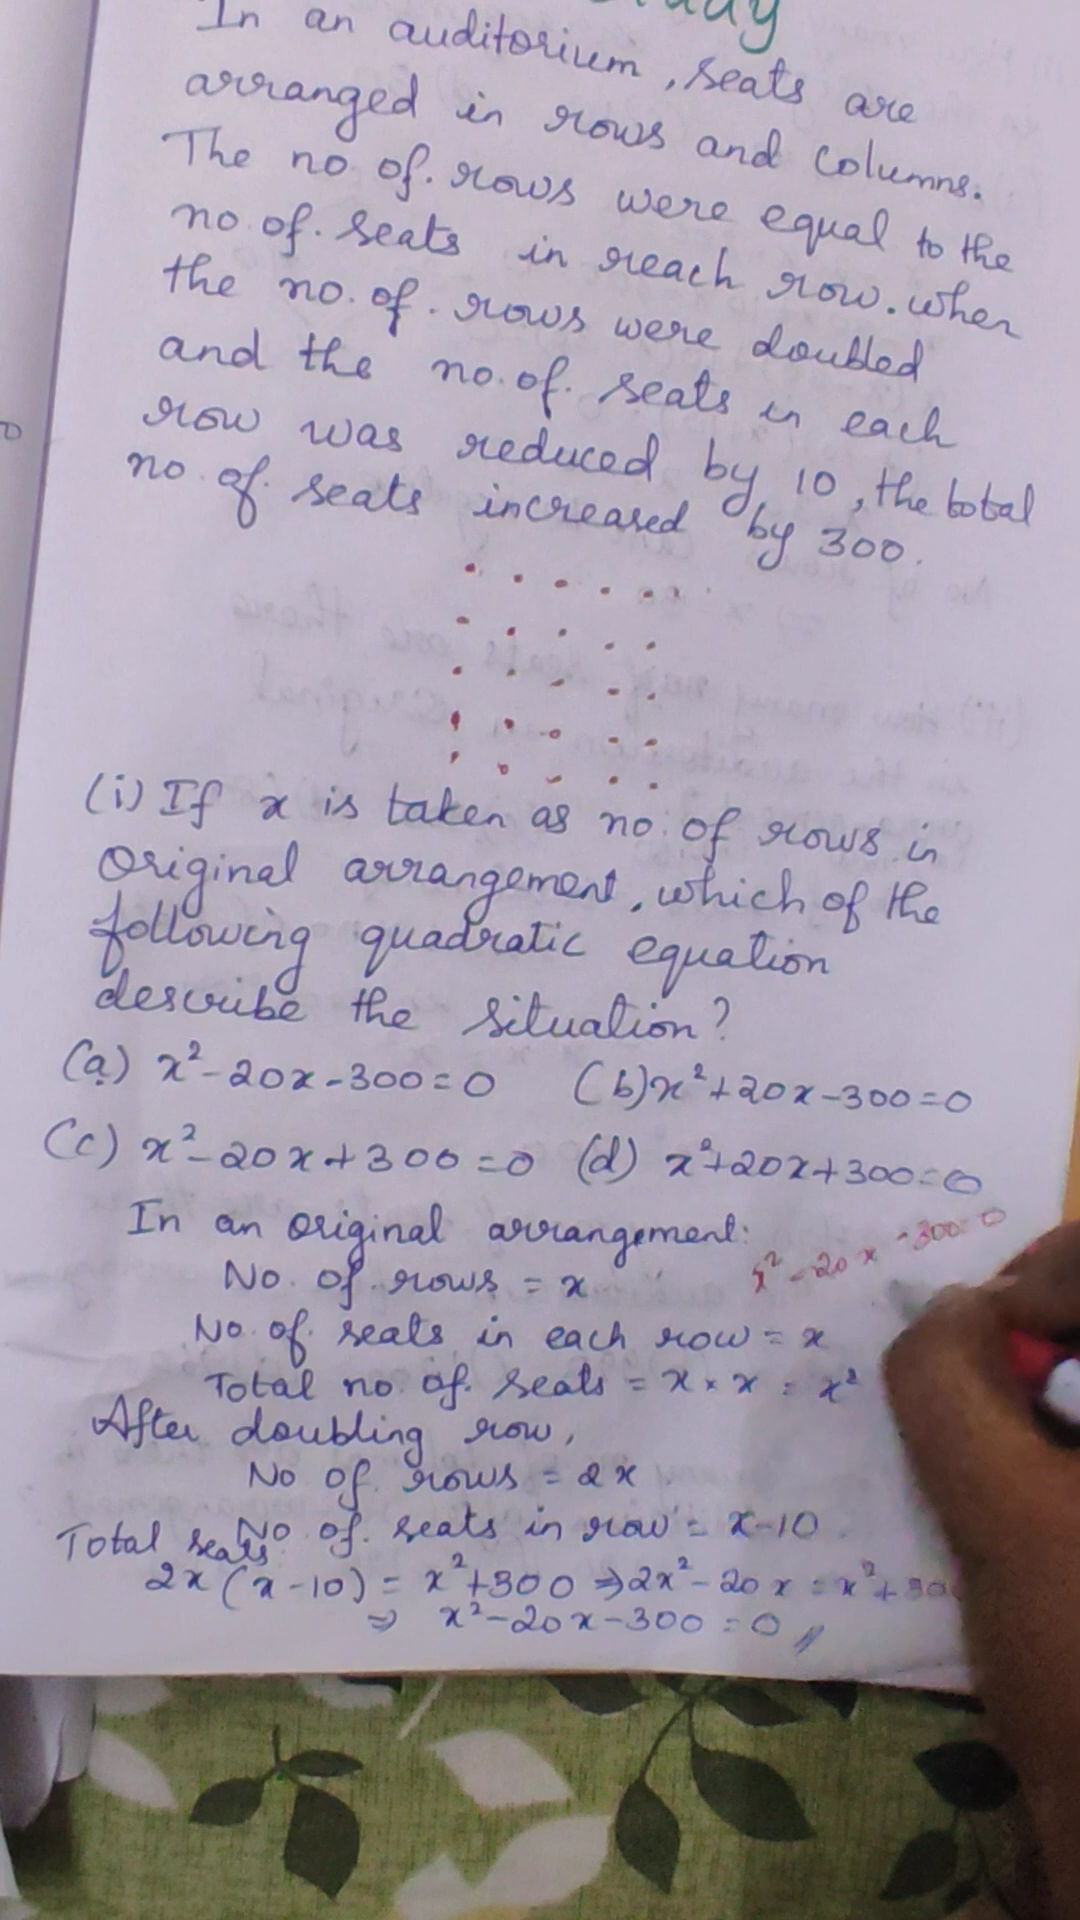 In an auditorium, seats are
arranged in rows and columns.
The no of. rows were equal to the
no of. seats in reach row. when
the no. of. rows were doubled
and the no. of. seats in each
row was reduced by 10, the total
no. of. seats increased by 300.
(i) If x is taken as no. of rows in
Original arrangement, which of the
following quadratic equation
describe the situation?
(a) x²-20x-300=0 (b) x²+20x-300=0
(c) x²-20x+300=0 (d) x²+20x+300=0
In an original arrangement:
No. of. rows = x
x²-20x-300=0
No. of. seats in each row = x
Total no. of. seats = x × x = x²
After doubling row,
No of. rows = 2x
No of. seats in row = x-10
Total seats
2x(x-10) = x²+300 ⇒ 2x²-20x = x²+
⇒ x²-20x-300=0 //